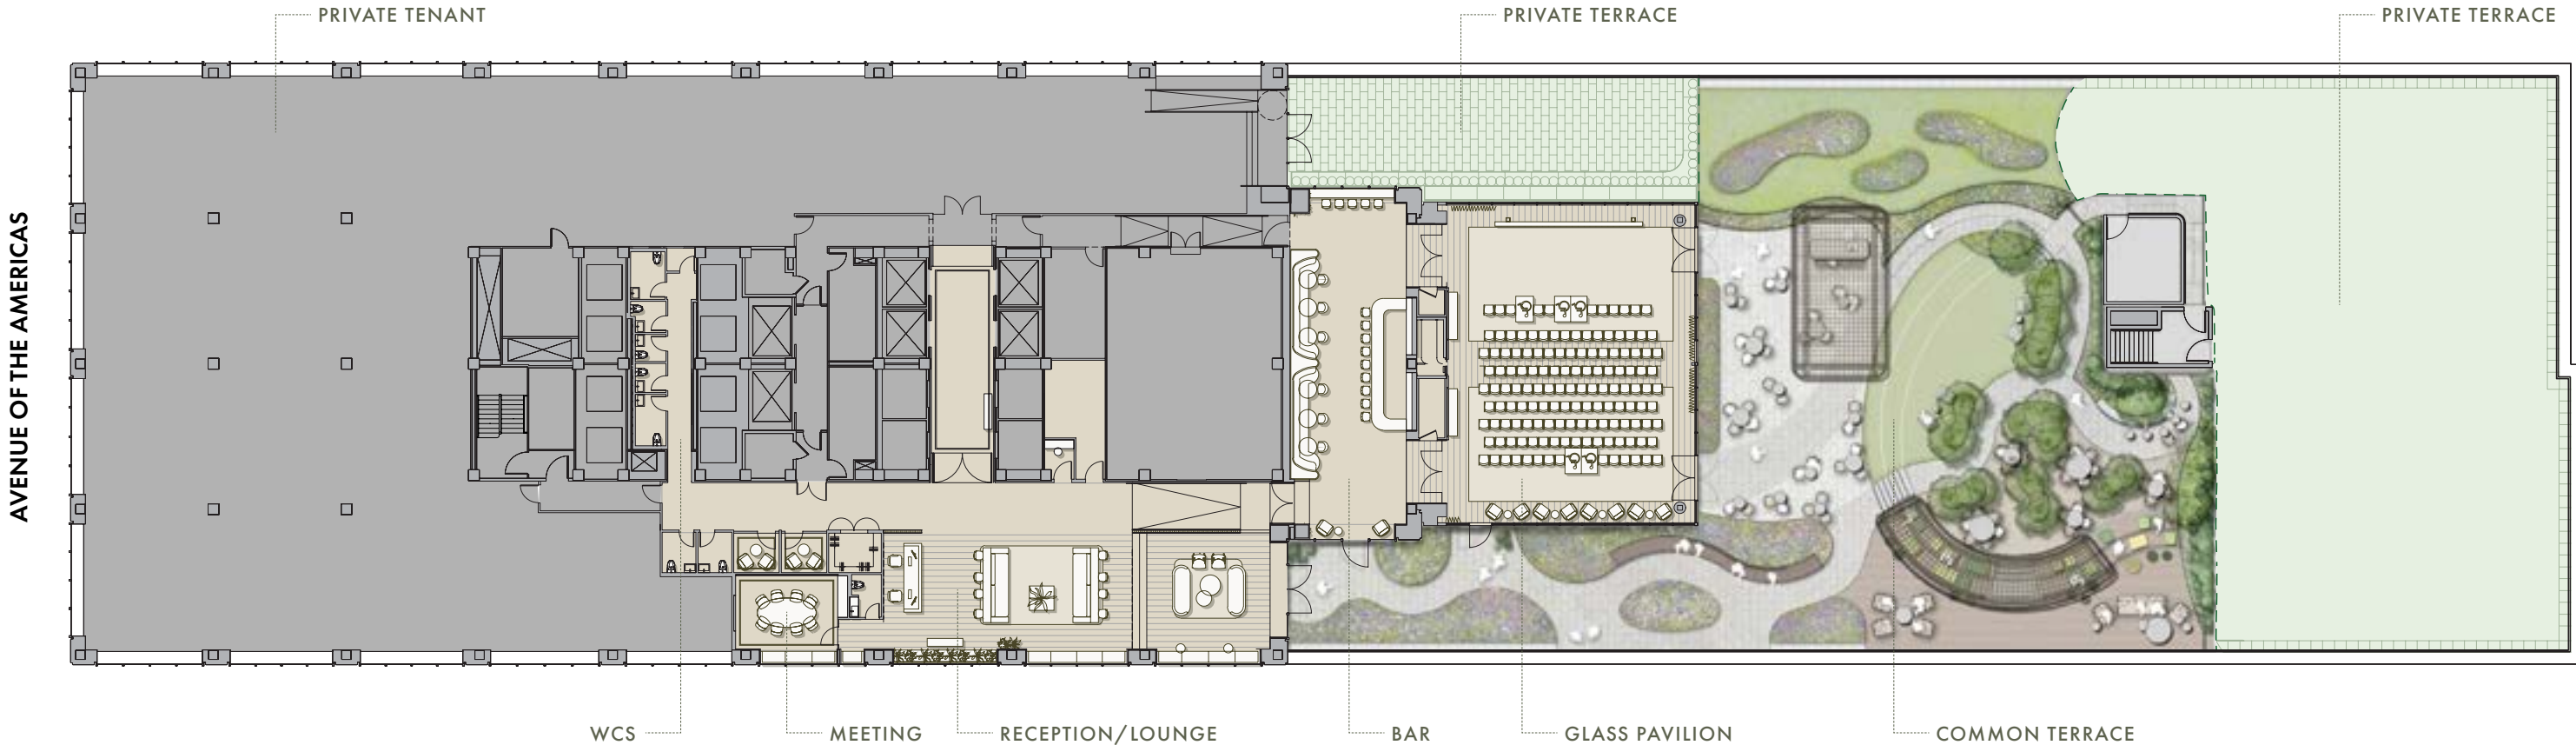 PRIVATE TENANT
PRIVATE TERRACE
PRIVATE TERRACE
AVENUE OF THE AMERICAS
WCS
MEETING
RECEPTION/LOUNGE
BAR
GLASS PAVILION
COMMON TERRACE